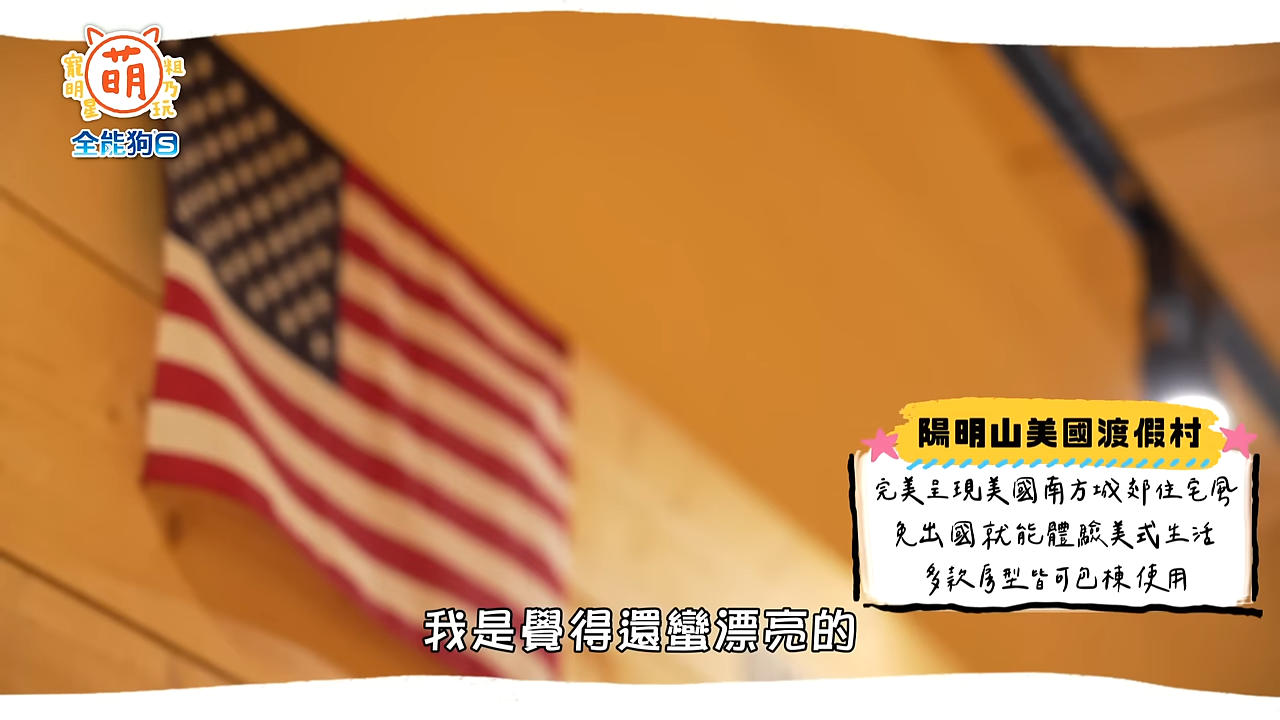 寵明星
萌
粗乃玩
全能狗S
陽明山美國渡假村
完美呈現美國南方城郊住宅風
免出國就能體驗美式生活
多款房型皆可包棟使用
我是覺得還蠻漂亮的